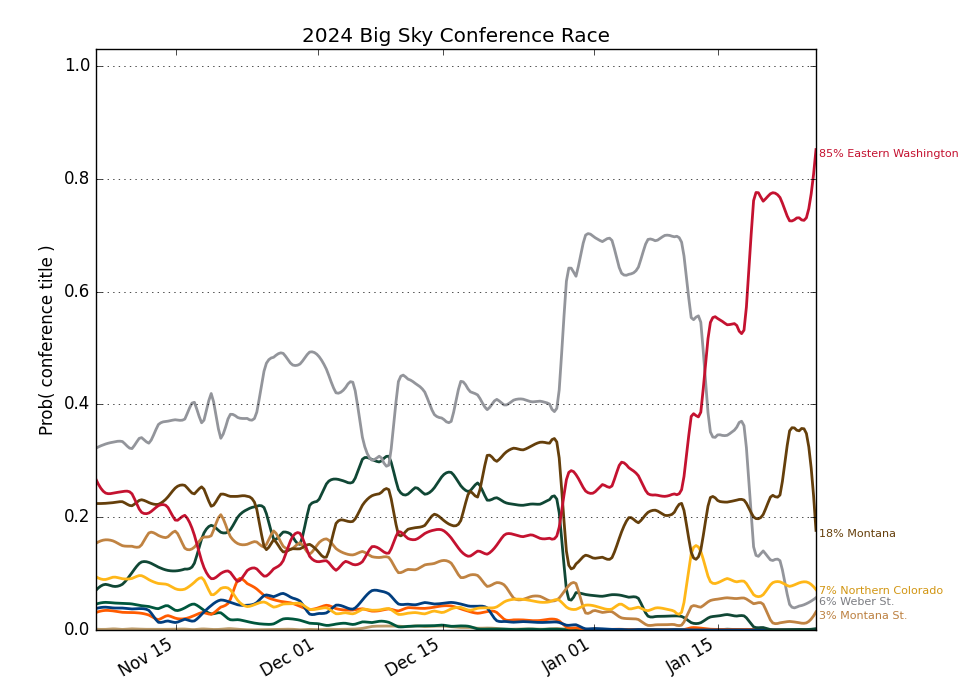 2024 Big Sky Conference Race
1.0
0.8
0.6
0.4
0.2
0.0
Prob( conference title )
Nov 15
Dec 01
Dec 15
Jan 01
Jan 15
85% Eastern Washington
18% Montana
7% Northern Colorado
6% Weber St.
3% Montana St.